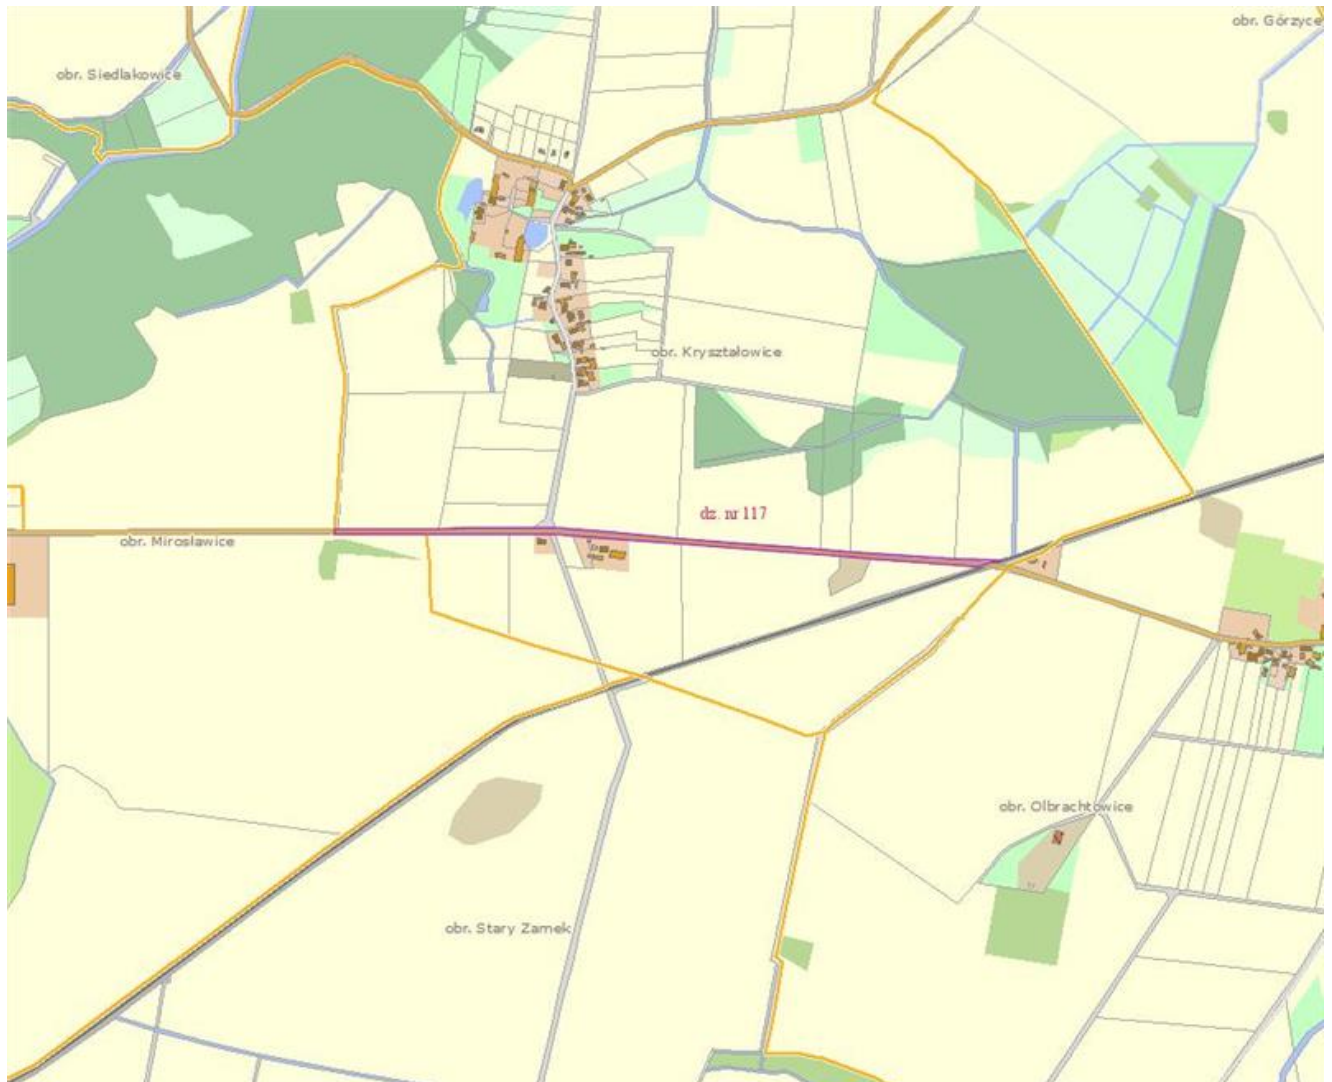 obr. Górzyce
obr. Siedlakowice
obr. Kryształowice
dz. nr 117
obr. Mirosławice
obr. Olbrachtowice
obr. Stary Zamek